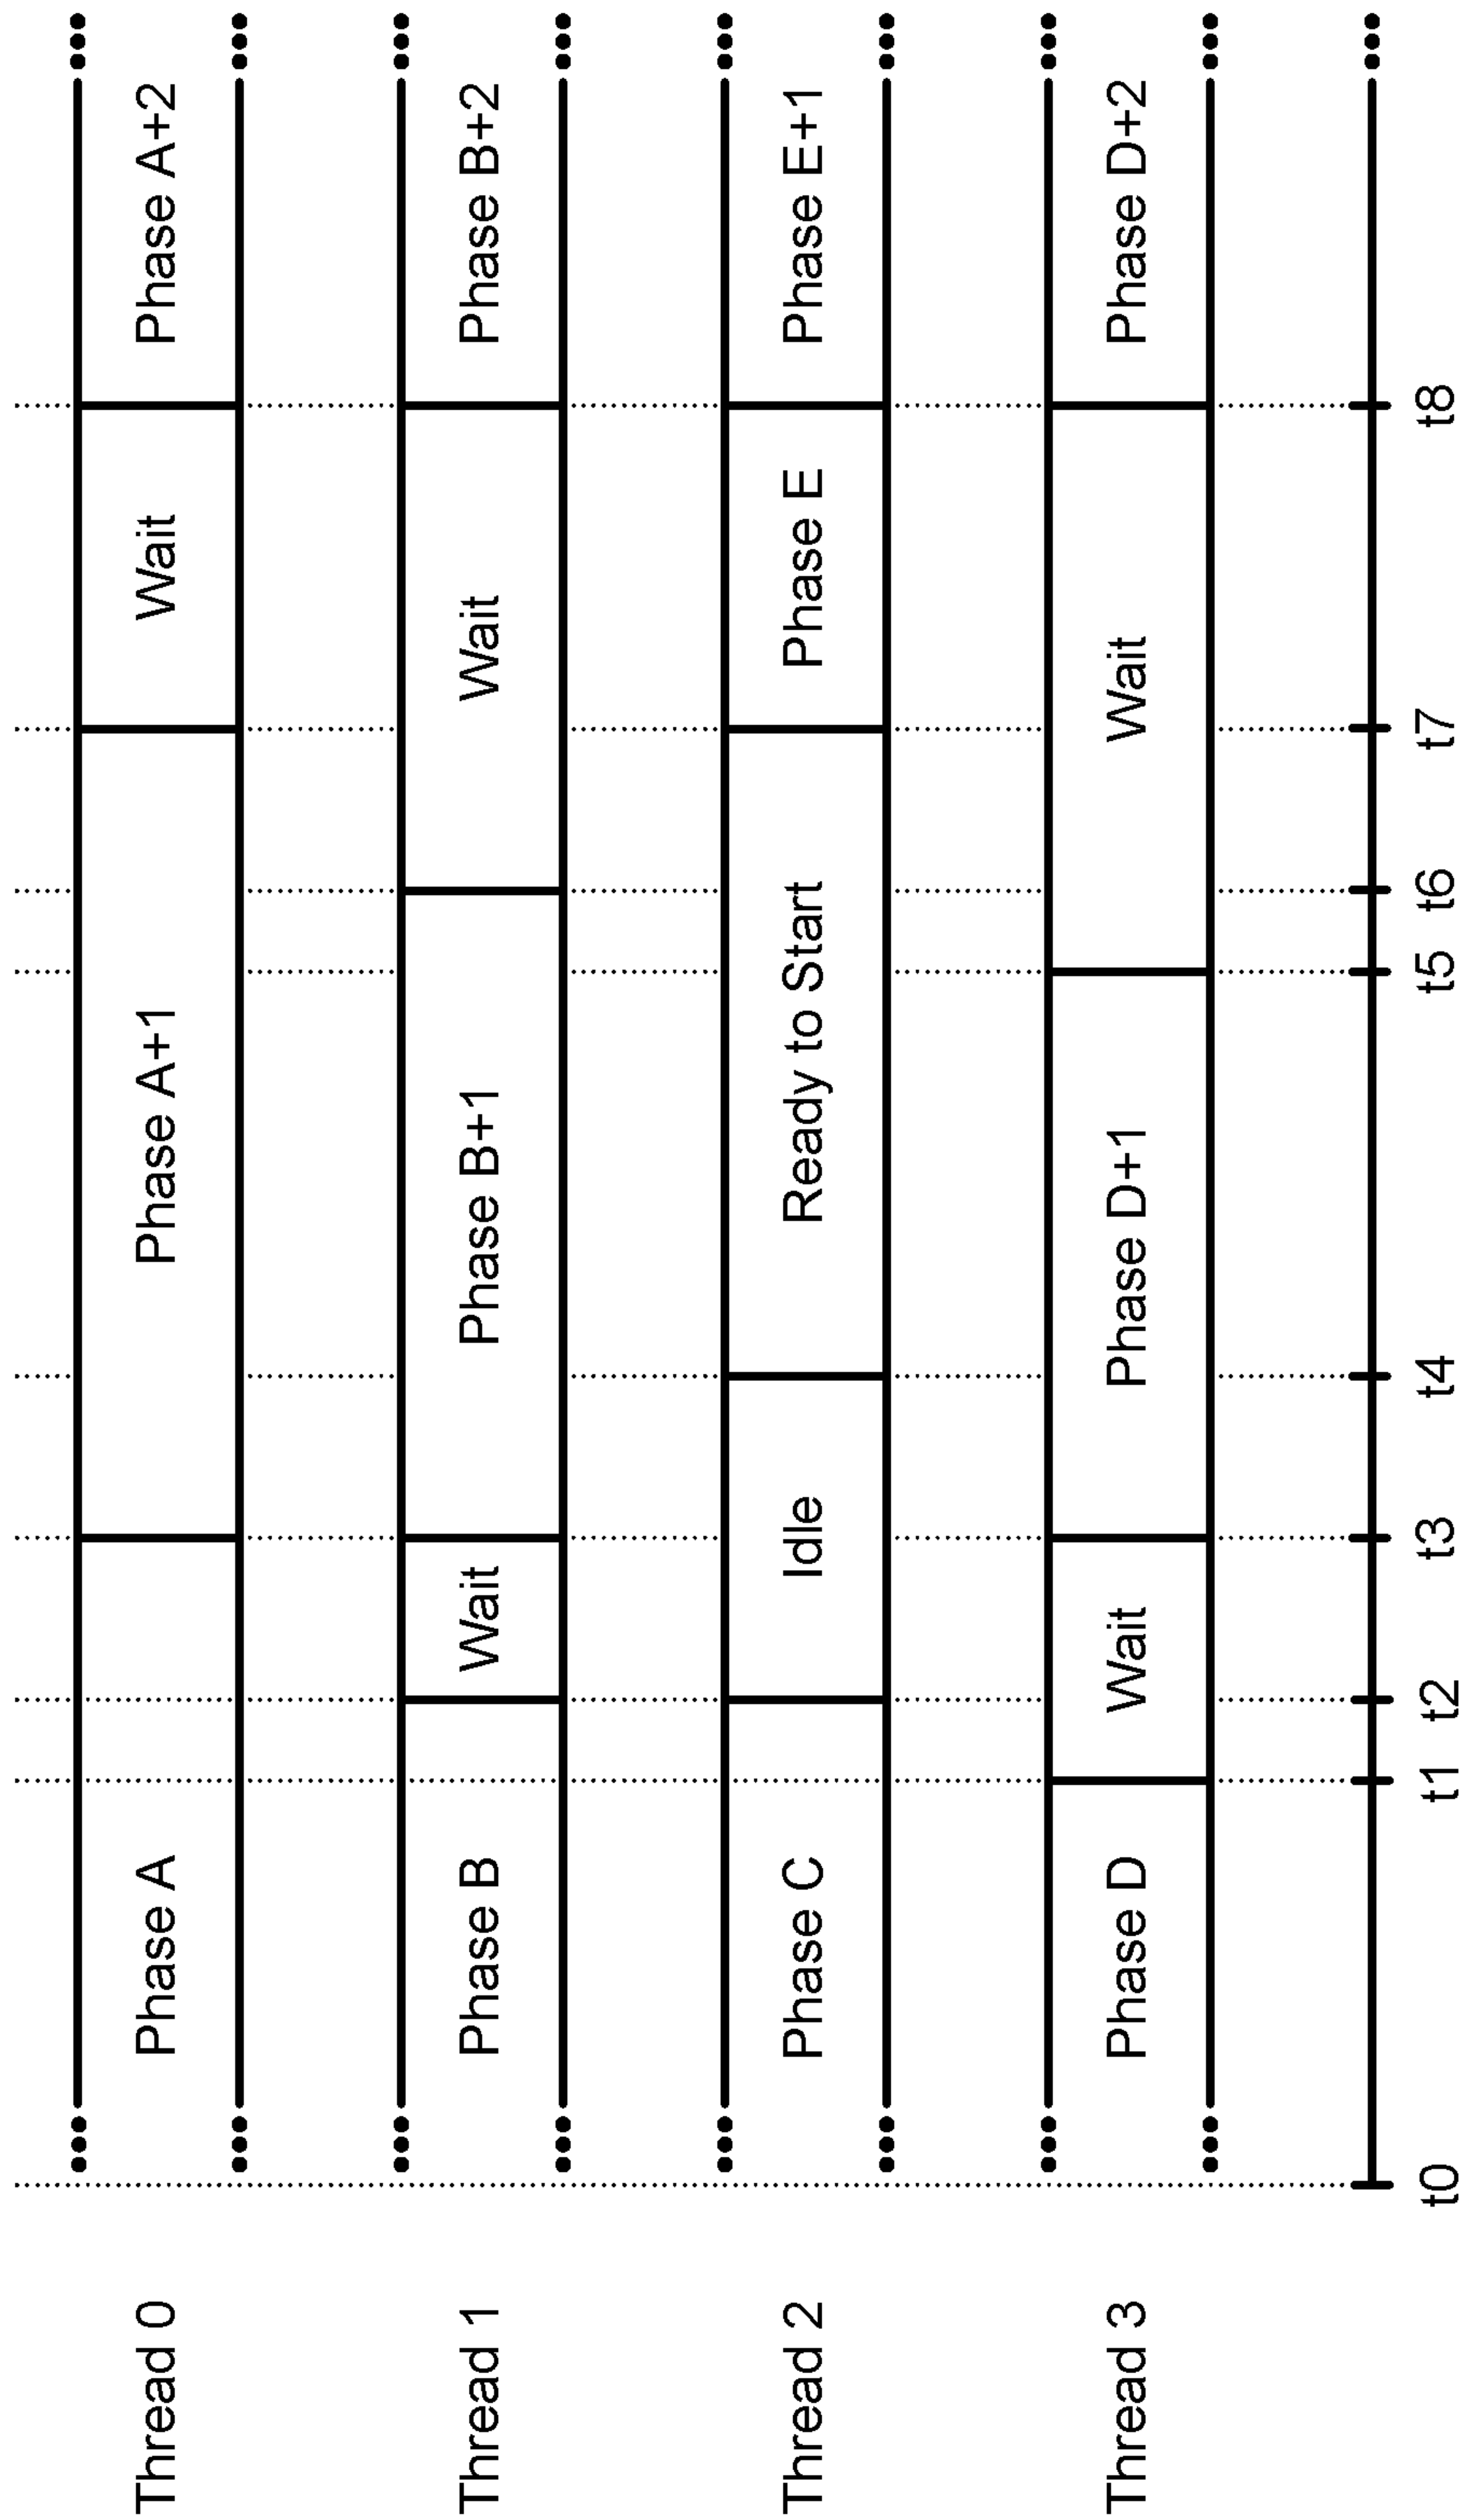 Thread 0
Phase A
Phase A+1
Wait
Phase A+2
Thread 1
Phase B
Wait
Phase B+1
Wait
Phase B+2
Thread 2
Phase C
Idle
Ready to Start
Phase E
Phase E+1
Thread 3
Phase D
Wait
Phase D+1
Wait
Phase D+2
t0 t1 t2 t3 t4 t5 t6 t7 t8